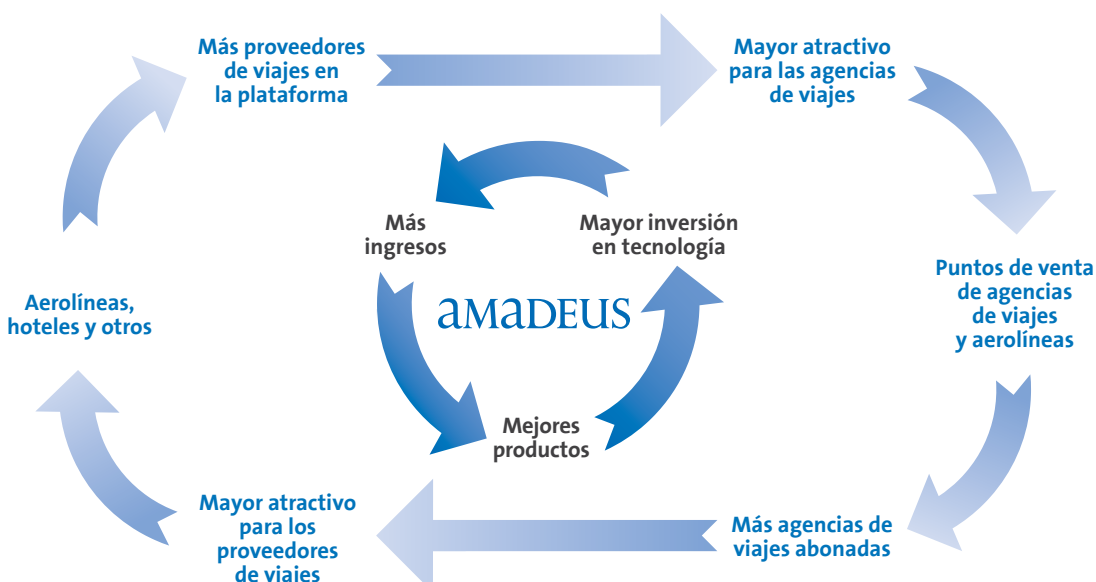 Más proveedores
de viajes en
la plataforma
Mayor atractivo
para las agencias
de viajes
Más
ingresos
Mayor inversión
en tecnología
Puntos de venta
de agencias
de viajes
y aerolíneas
Aerolíneas,
hoteles y otros
aMaDEUS
Mejores
productos
Mayor atractivo
para los
proveedores
de viajes
Más agencias de
viajes abonadas